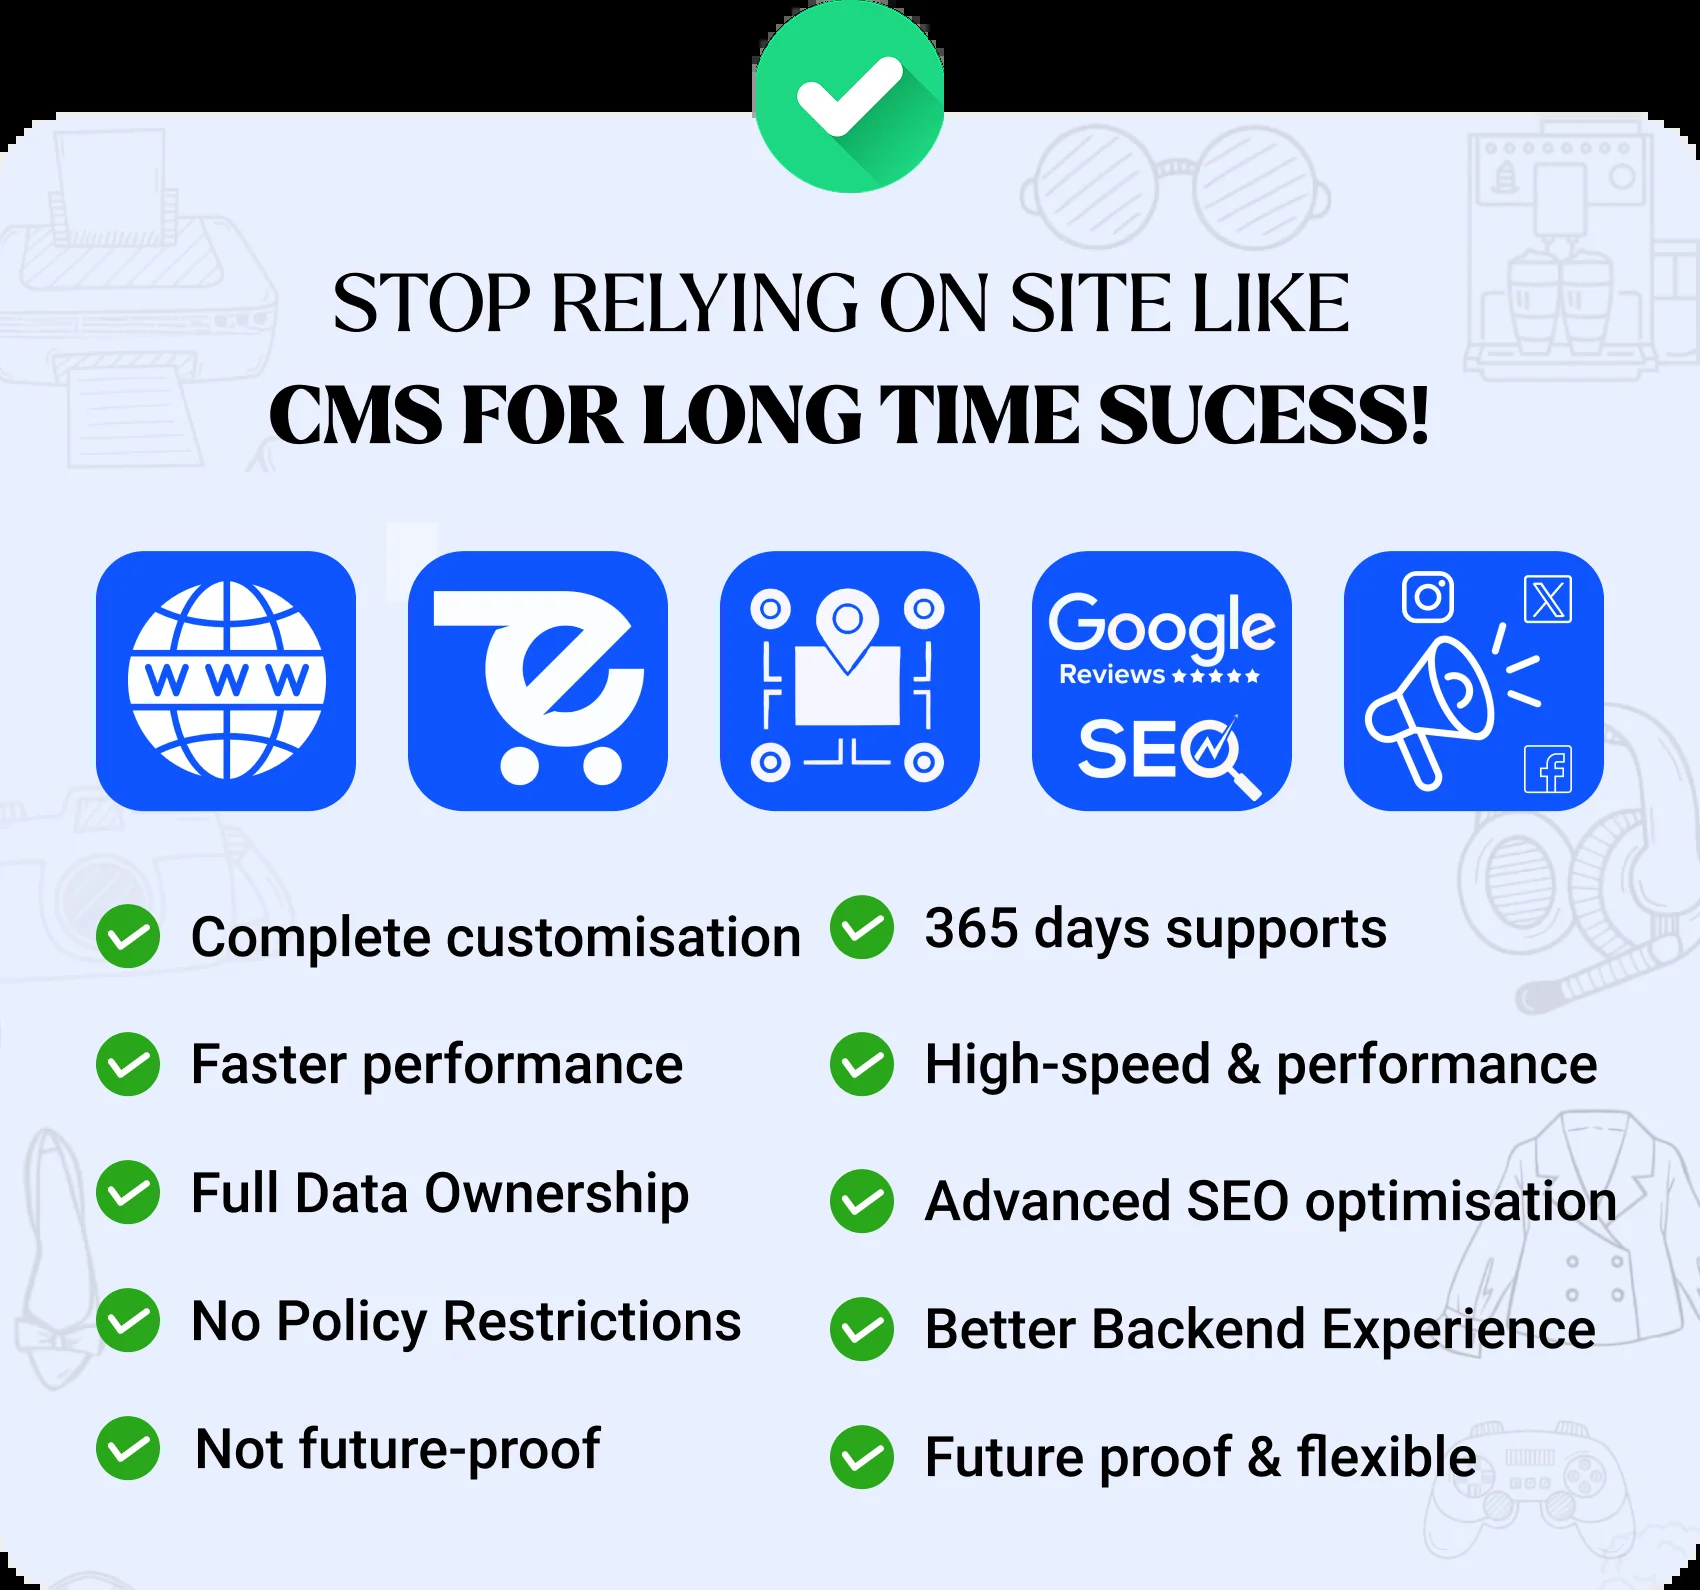 STOP RELYING ON SITE LIKE
CMS FOR LONG TIME SUCESS!
WWW
Google
Reviews
SEO
X
f
Complete customisation
Faster performance
Full Data Ownership
No Policy Restrictions
Not future-proof
365 days supports
High-speed & performance
Advanced SEO optimisation
Better Backend Experience
Future proof & flexible